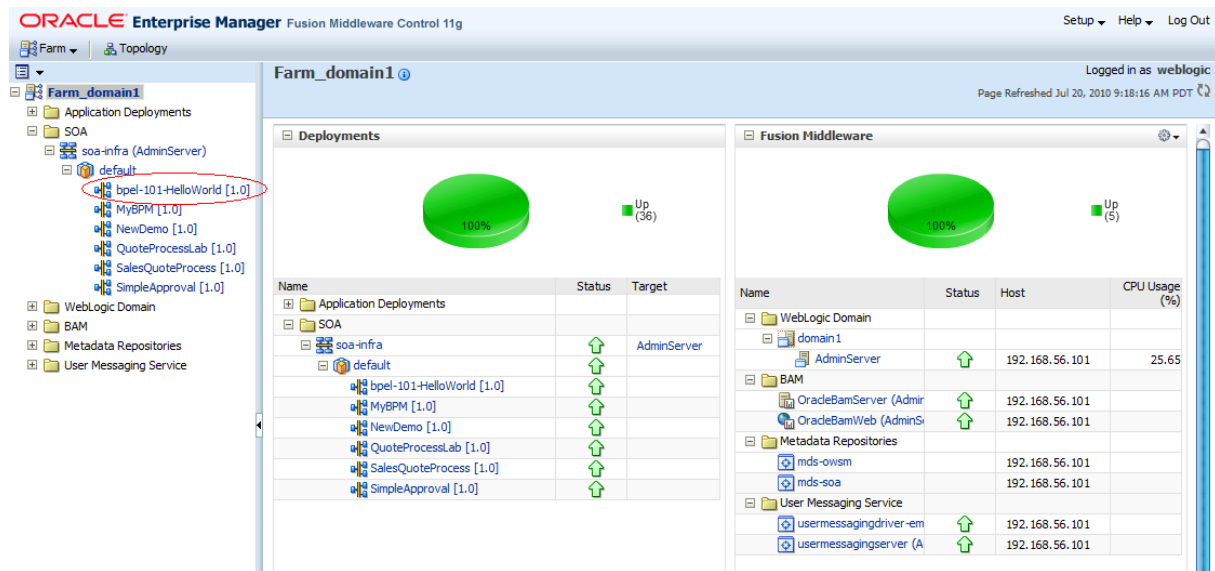 ORACLE Enterprise Manager Fusion Middleware Control 11g
Setup Help Log Out
Farm Topology
Farm_domain1
Application Deployments
SOA
soa-infra (AdminServer)
default
bpel-101-HelloWorld [1.0]
MyBPM [1.0]
NewDemo [1.0]
QuoteProcessLab [1.0]
SalesQuoteProcess [1.0]
SimpleApproval [1.0]
WebLogic Domain
BAM
Metadata Repositories
User Messaging Service
Farm_domain1
Logged in as weblogic
Page Refreshed Jul 20, 2010 9:18:16 AM PDT
Deployments
100%
Up
(36)
Name Status Target
Application Deployments
SOA
soa-infra AdminServer
default
bpel-101-HelloWorld [1.0]
MyBPM [1.0]
NewDemo [1.0]
QuoteProcessLab [1.0]
SalesQuoteProcess [1.0]
SimpleApproval [1.0]
Fusion Middleware
100%
Up
(5)
Name Status Host CPU Usage
(%)
WebLogic Domain
domain1
AdminServer 192.168.56.101 25.65
BAM
OracleBamServer (Admir 192.168.56.101
OracleBamWeb (AdminS 192.168.56.101
Metadata Repositories
mds-owsm 192.168.56.101
mds-soa 192.168.56.101
User Messaging Service
usermessagingdriver-em 192.168.56.101
usermessagingserver (A 192.168.56.101